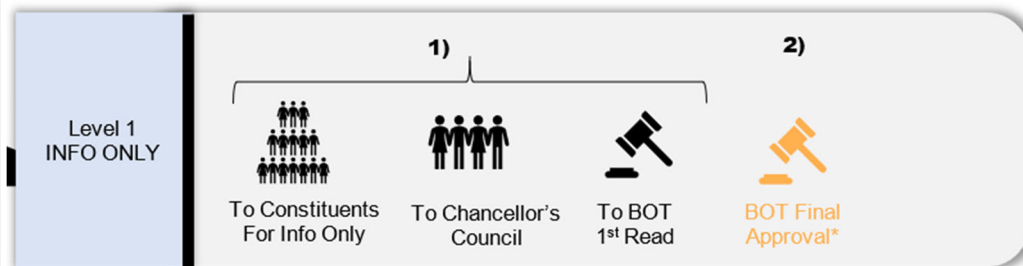 1)
2)
Level 1
INFO ONLY
To Constituents
For Info Only
To Chancellor’s
Council
To BOT
1st Read
BOT Final
Approval*